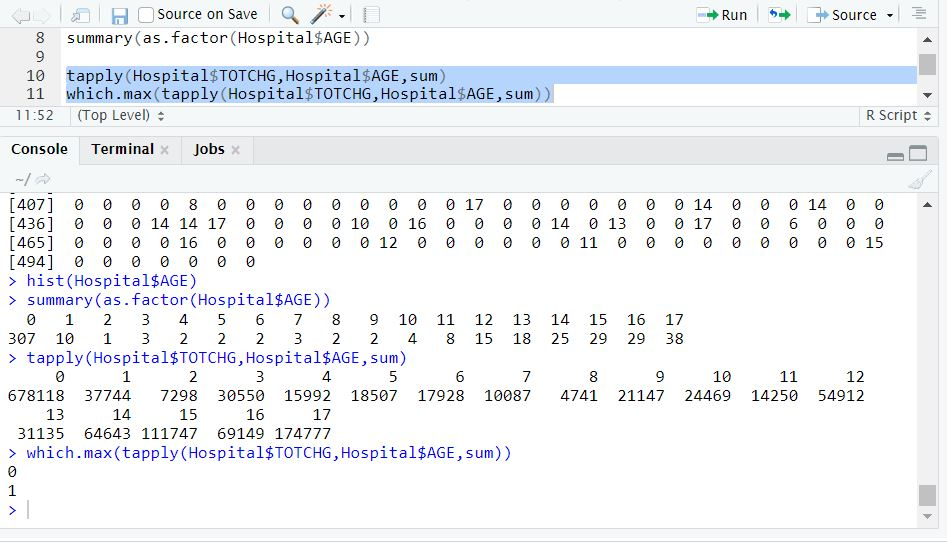 Source on Save Run Source
8 summary(as.factor(Hospital$AGE))
9
10 tapply(Hospital$TOTCHG,Hospital$AGE,sum)
11 which.max(tapply(Hospital$TOTCHG,Hospital$AGE,sum))
11:52 (Top Level) R Script
Console Terminal Jobs
~/
[407] 0 0 0 0 8 0 0 0 0 0 0 0 0 0 17 0 0 0 0 0 0 0 14 0 0 0 14 0 0
[436] 0 0 0 14 14 17 0 0 0 0 10 0 16 0 0 0 0 14 0 13 0 0 17 0 0 6 0 0 0
[465] 0 0 0 0 16 0 0 0 0 0 0 12 0 0 0 0 0 0 11 0 0 0 0 0 0 0 0 0 15
[494] 0 0 0 0 0 0 0
> hist(Hospital$AGE)
> summary(as.factor(Hospital$AGE))
0 1 2 3 4 5 6 7 8 9 10 11 12 13 14 15 16 17
307 10 1 3 2 2 2 3 2 2 4 8 15 18 25 29 29 38
> tapply(Hospital$TOTCHG,Hospital$AGE,sum)
0 1 2 3 4 5 6 7 8 9 10 11 12
678118 37744 7298 30550 15992 18507 17928 10087 4741 21147 24469 14250 54912
13 14 15 16 17
31135 64643 111747 69149 174777
> which.max(tapply(Hospital$TOTCHG,Hospital$AGE,sum))
0
1
>